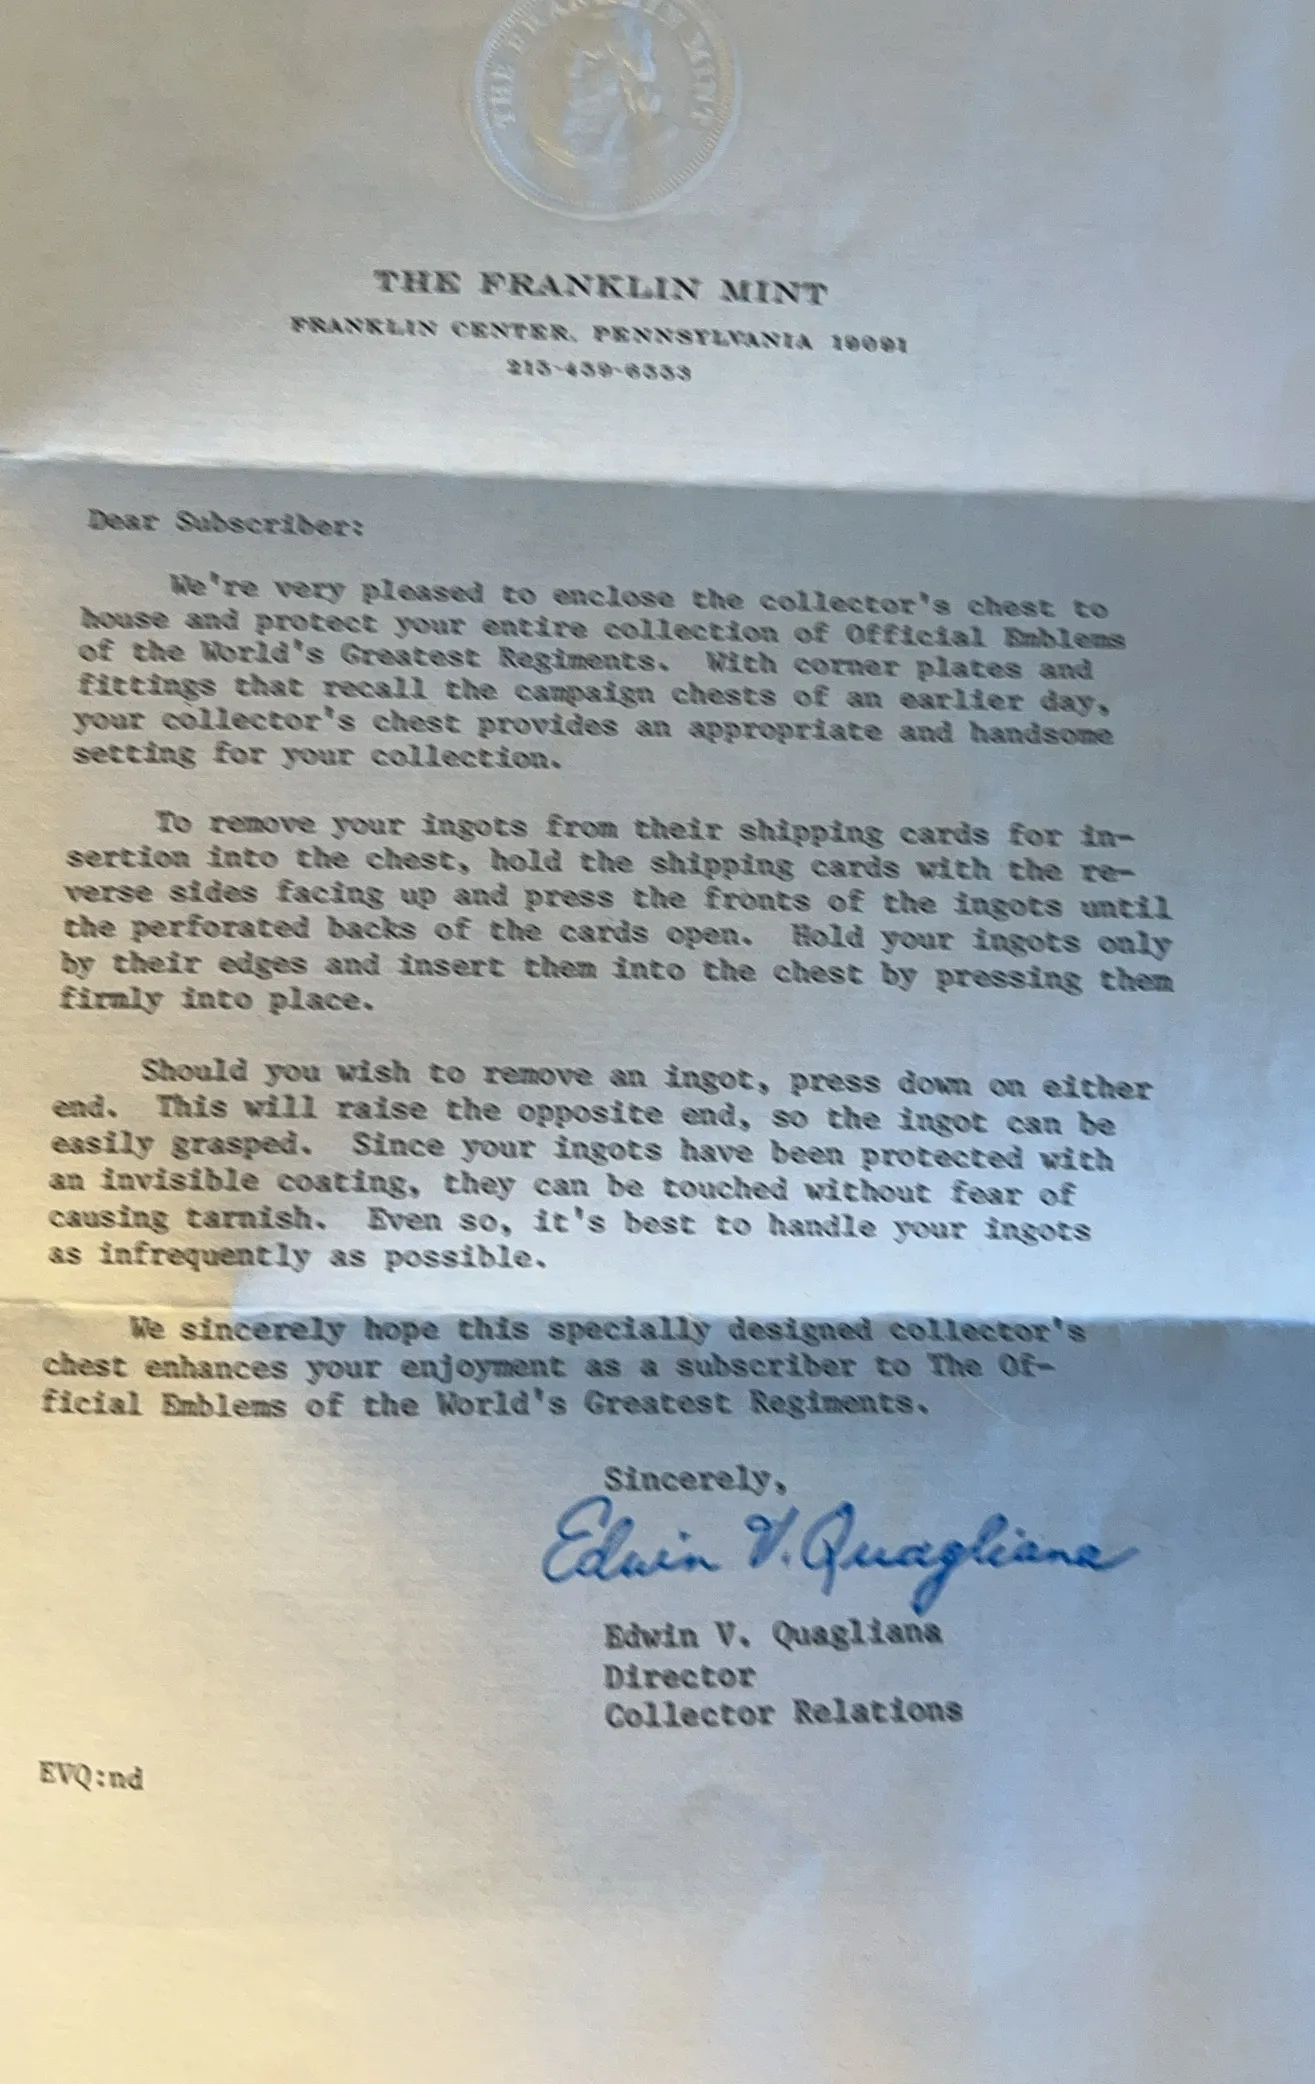 THE FRANKLIN MINT
THE FRANKLIN MINT
FRANKLIN CENTER, PENNSYLVANIA 19091
215-459-6553
Dear Subscriber:
We're very pleased to enclose the collector's chest to
house and protect your entire collection of Official Emblems
of the World's Greatest Regiments. With corner plates and
fittings that recall the campaign chests of an earlier day,
your collector's chest provides an appropriate and handsome
setting for your collection.
To remove your ingots from their shipping cards for in-
sertion into the chest, hold the shipping cards with the re-
verse sides facing up and press the fronts of the ingots until
the perforated backs of the cards open. Hold your ingots only
by their edges and insert them into the chest by pressing them
firmly into place.
Should you wish to remove an ingot, press down on either
end. This will raise the opposite end, so the ingot can be
easily grasped. Since your ingots have been protected with
an invisible coating, they can be touched without fear of
causing tarnish. Even so, it's best to handle your ingots
as infrequently as possible.
We sincerely hope this specially designed collector's
chest enhances your enjoyment as a subscriber to The Of-
ficial Emblems of the World's Greatest Regiments.
Sincerely,
Edwin V. Quagliana
Edwin V. Quagliana
Director
Collector Relations
EVQ:nd